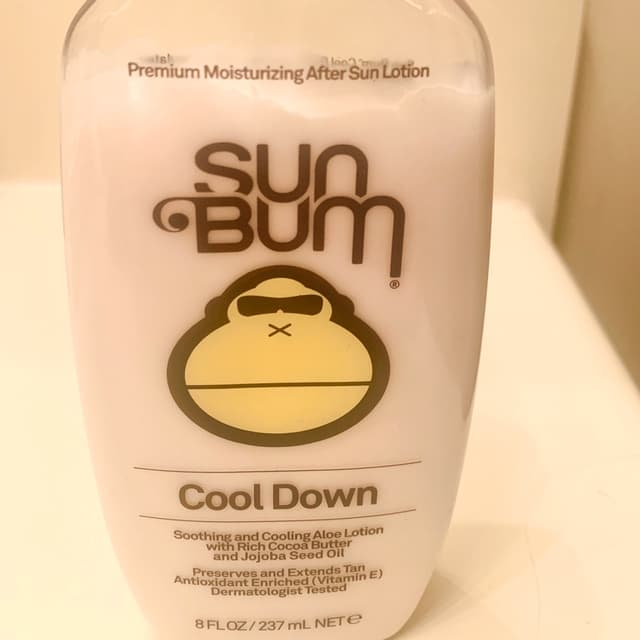 Premium Moisturizing After Sun Lotion
SUN
BUM
®
Cool Down
Soothing and Cooling Aloe Lotion
with Rich Cocoa Butter
and Jojoba Seed Oil
Preserves and Extends Tan
Antioxidant Enriched (Vitamin E)
Dermatologist Tested
8 FL OZ / 237 mL NET ℮